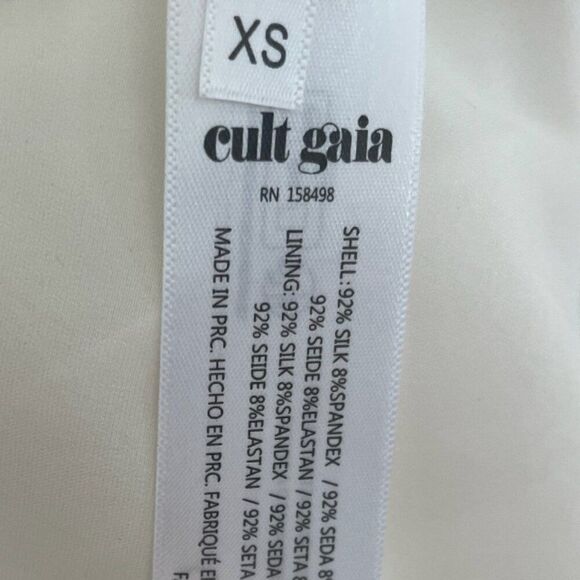 XS
cult gaia
RN 158498
SHELL:92% SILK 8%SPANDEX / 92% SEDA 8%
92% SEIDE 8%ELASTAN / 92% SETA 8
LINING: 92% SILK 8%SPANDEX / 92% SEDA
92% SEIDE 8%ELASTAN / 92% SETA
MADE IN PRC. HECHO EN PRC. FABRIQUÉ E
F